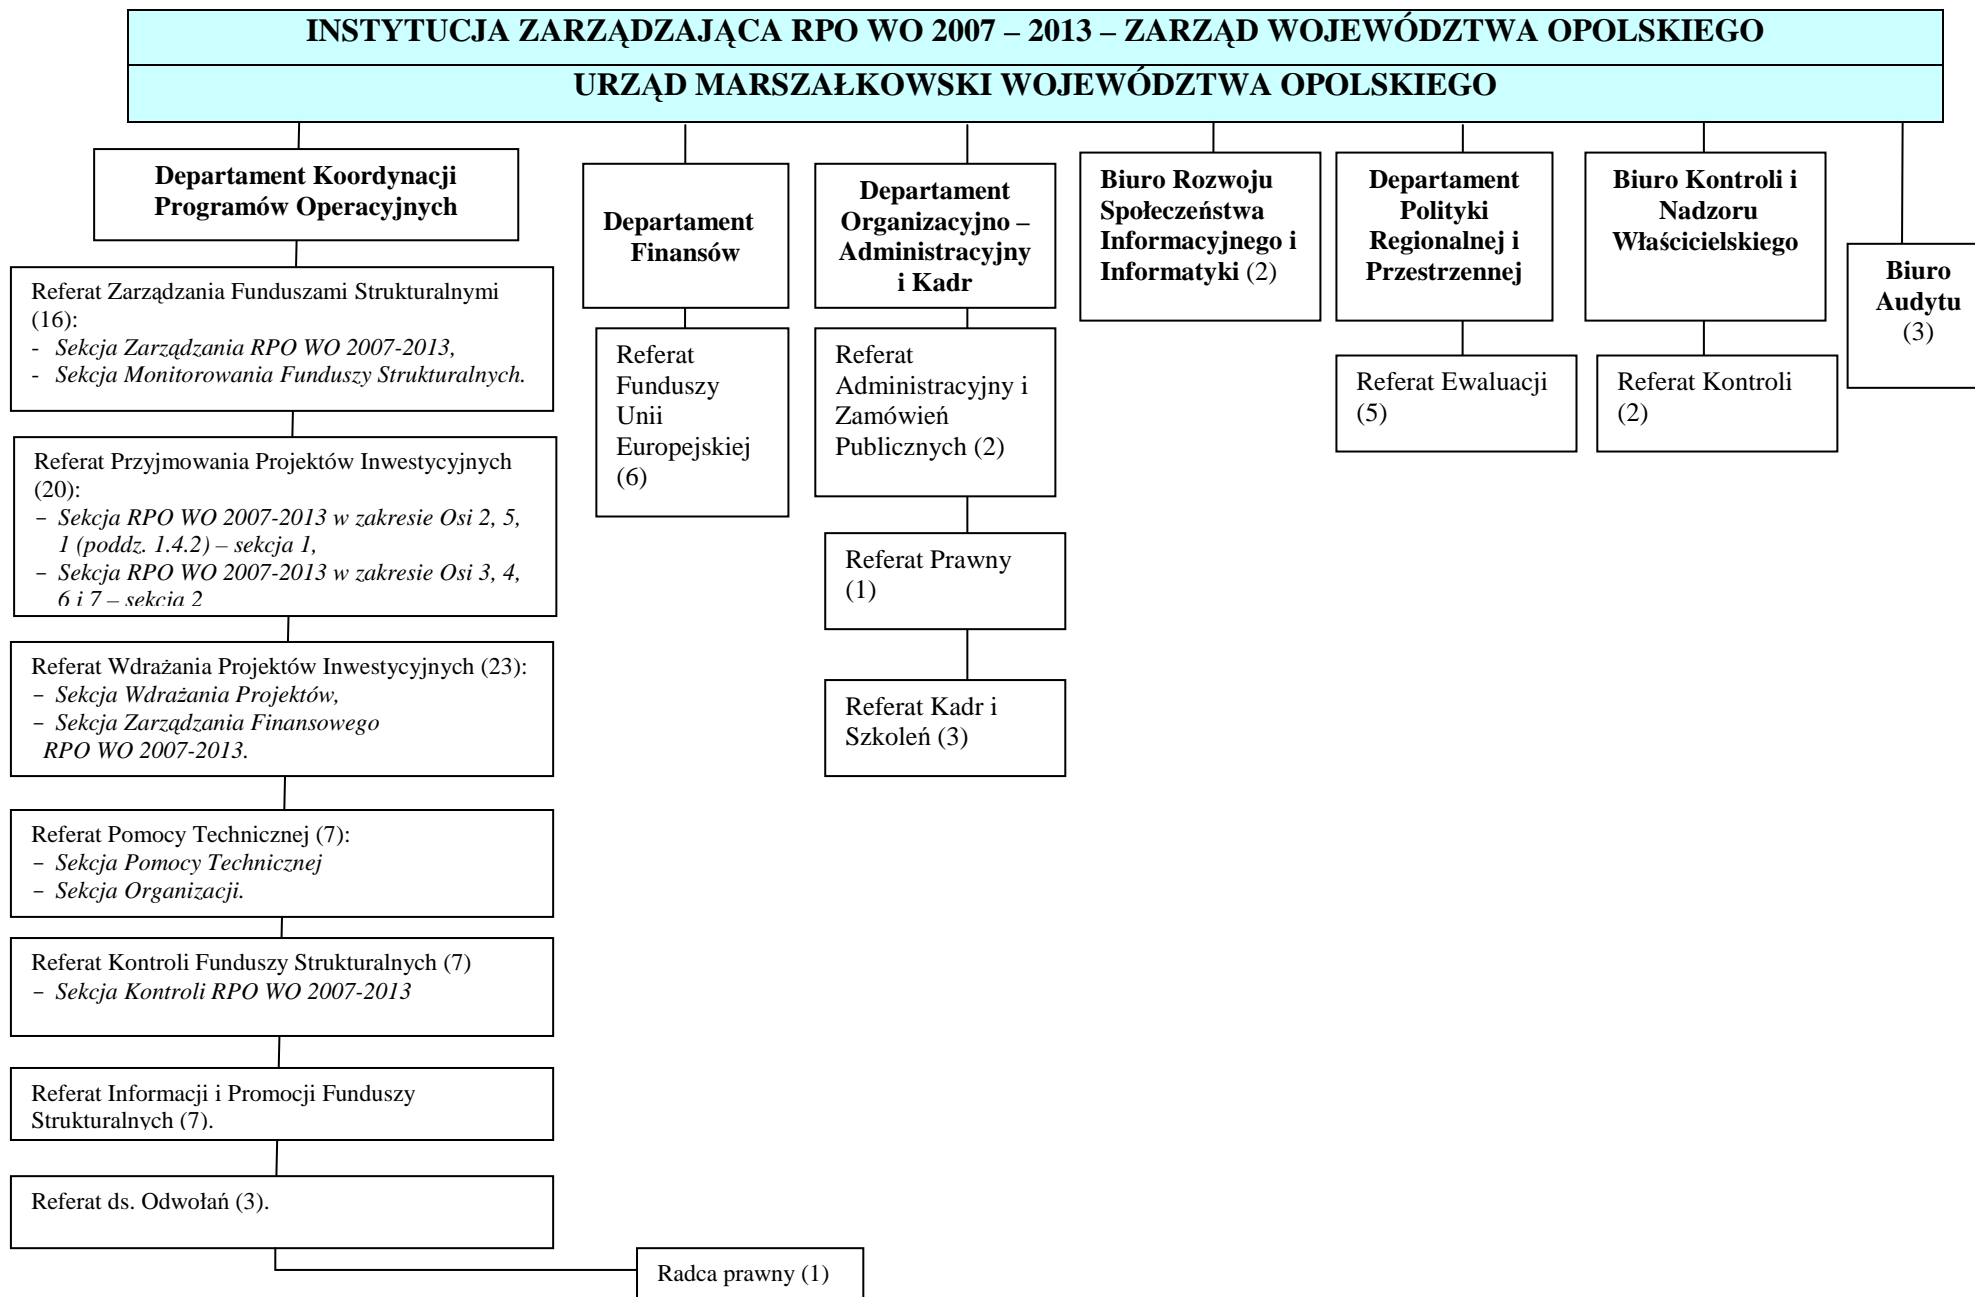 INSTYTUCJA ZARZĄDZAJĄCA RPO WO 2007 – 2013 – ZARZĄD WOJEWÓDZTWA OPOLSKIEGO
URZĄD MARSZAŁKOWSKI WOJEWÓDZTWA OPOLSKIEGO
Departament Koordynacji
Programów Operacyjnych
Referat Zarządzania Funduszami Strukturalnymi
(16):
- Sekcja Zarządzania RPO WO 2007-2013,
- Sekcja Monitorowania Funduszy Strukturalnych.
Referat Przyjmowania Projektów Inwestycyjnych
(20):
– Sekcja RPO WO 2007-2013 w zakresie Osi 2, 5,
1 (poddz. 1.4.2) – sekcja 1,
– Sekcja RPO WO 2007-2013 w zakresie Osi 3, 4,
6 i 7 – sekcja 2
Referat Wdrażania Projektów Inwestycyjnych (23):
– Sekcja Wdrażania Projektów,
– Sekcja Zarządzania Finansowego
RPO WO 2007-2013.
Referat Pomocy Technicznej (7):
– Sekcja Pomocy Technicznej
– Sekcja Organizacji.
Referat Kontroli Funduszy Strukturalnych (7)
– Sekcja Kontroli RPO WO 2007-2013
Referat Informacji i Promocji Funduszy
Strukturalnych (7).
Referat ds. Odwołań (3).
Radca prawny (1)
Departament
Finansów
Referat
Funduszy
Unii
Europejskiej
(6)
Departament
Organizacyjno –
Administracyjny
i Kadr
Referat
Administracyjny i
Zamówień
Publicznych (2)
Referat Prawny
(1)
Referat Kadr i
Szkoleń (3)
Biuro Rozwoju
Społeczeństwa
Informacyjnego i
Informatyki (2)
Departament
Polityki
Regionalnej i
Przestrzennej
Referat Ewaluacji
(5)
Biuro Kontroli i
Nadzoru
Właścicielskiego
Referat Kontroli
(2)
Biuro
Audytu
(3)